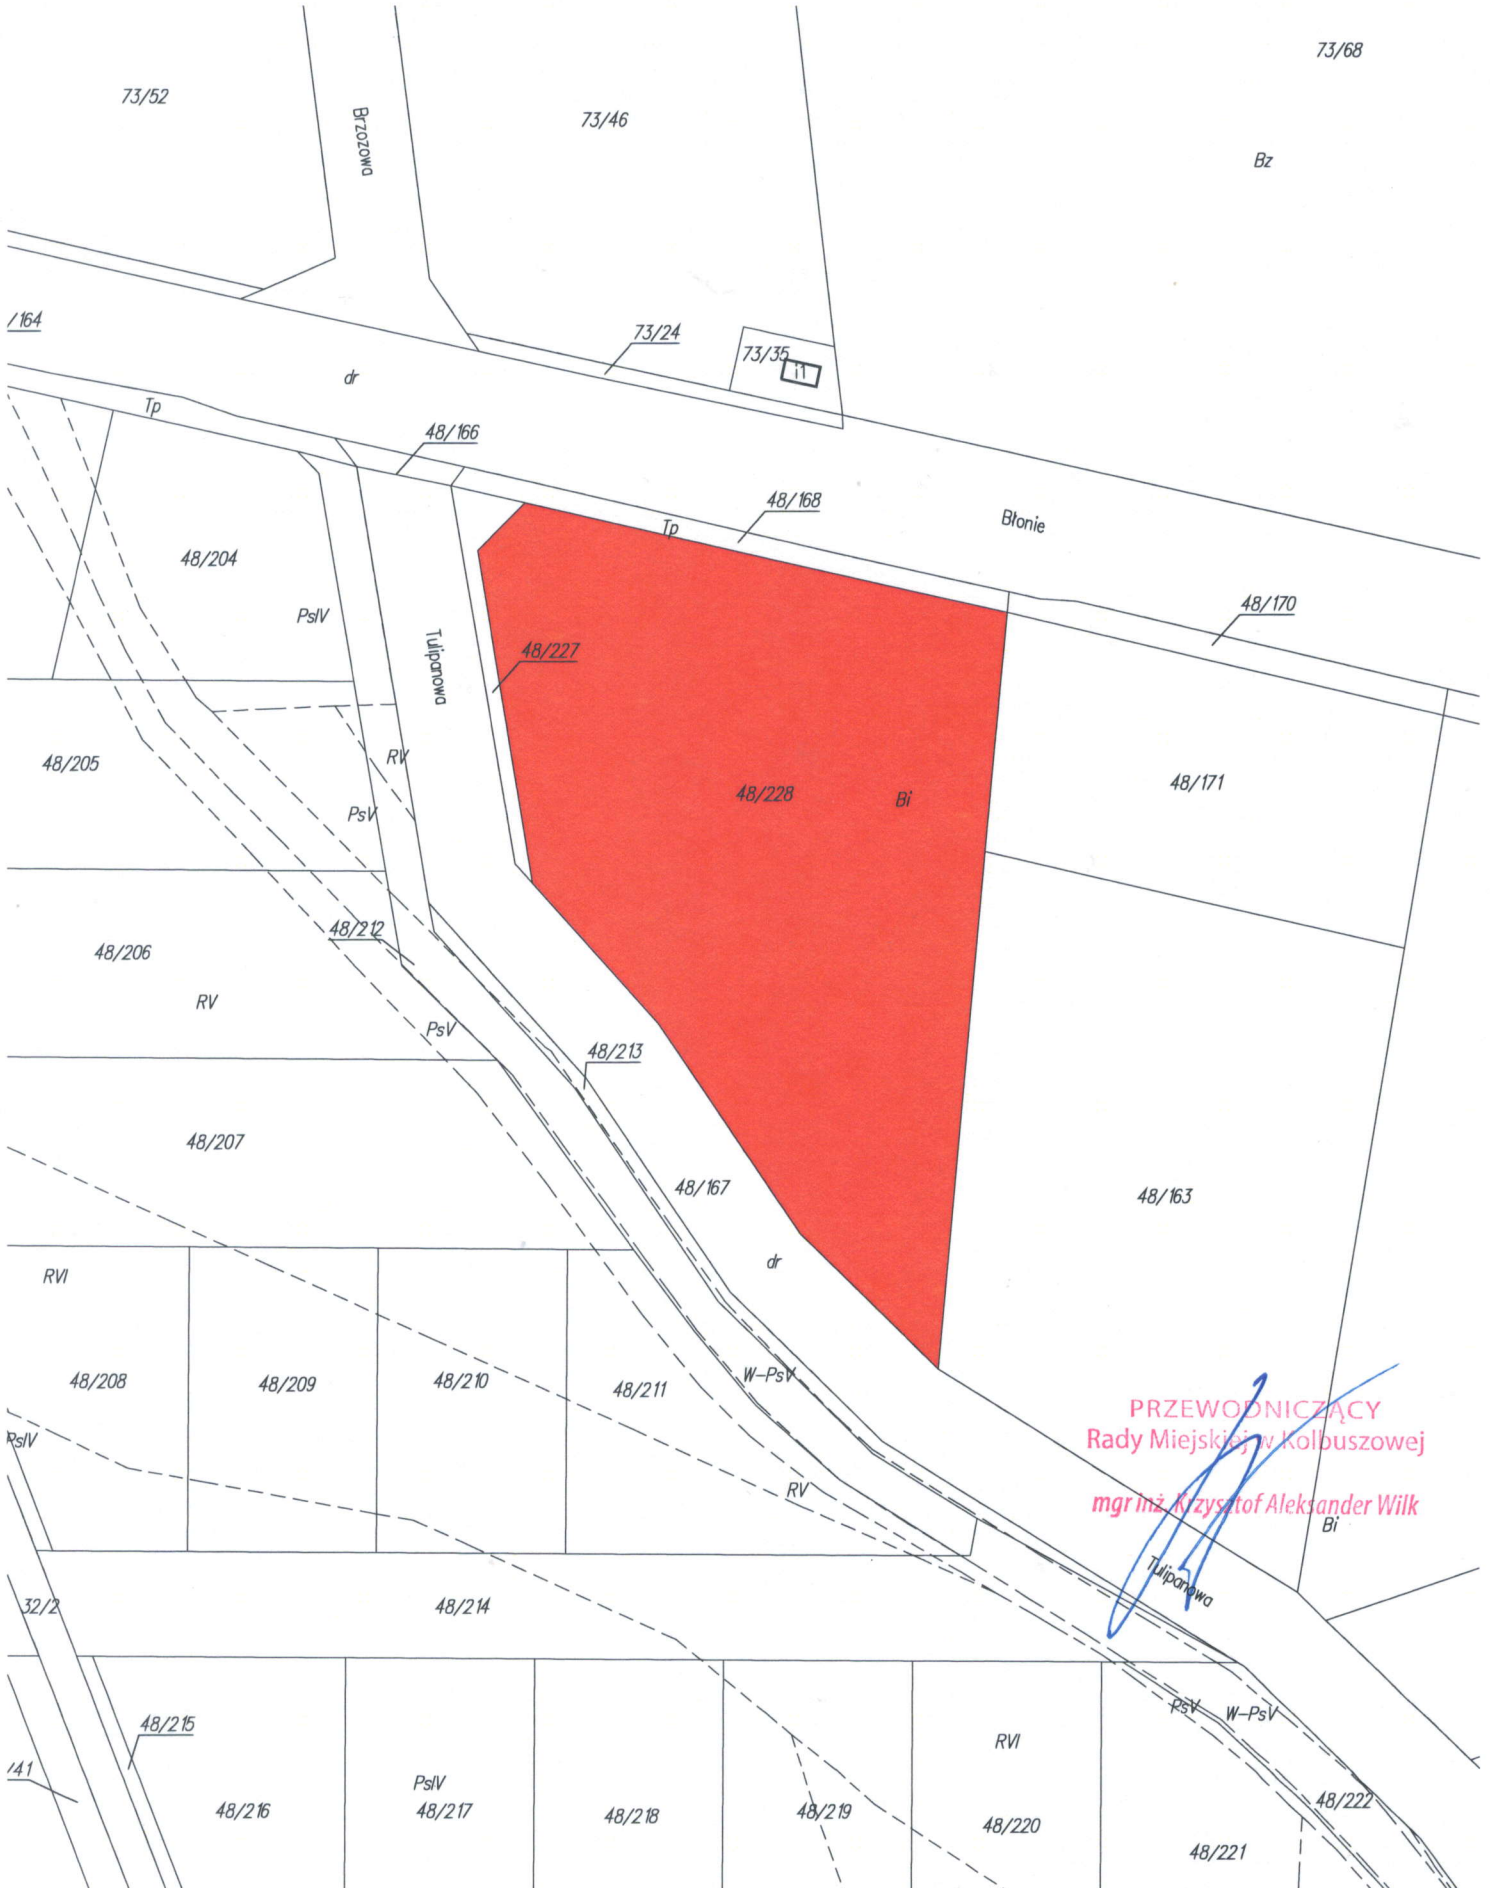 73/68
73/52
73/46
Brzozowa
Bz
/164
73/24
73/35
i1
dr
Tp
48/166
48/168
Tp
Błonie
48/204
48/170
PsIV
Tulipanowa
48/227
48/205
RV
48/228
Bi
48/171
PsV
48/212
48/206
RV
PsV
48/213
48/207
48/167
48/163
dr
RVI
48/208
48/209
48/210
48/211
W-PsV
PRZEWODNICZĄCY
Rady Miejskiej w Kolbuszowej
PsIV
RV
mgr inż. Krzysztof Aleksander Wilk
Bi
Tulipanowa
32/2
48/214
PsV
W-PsV
48/215
RVI
/41
PsIV
48/216
48/217
48/218
48/219
48/220
48/222
48/221